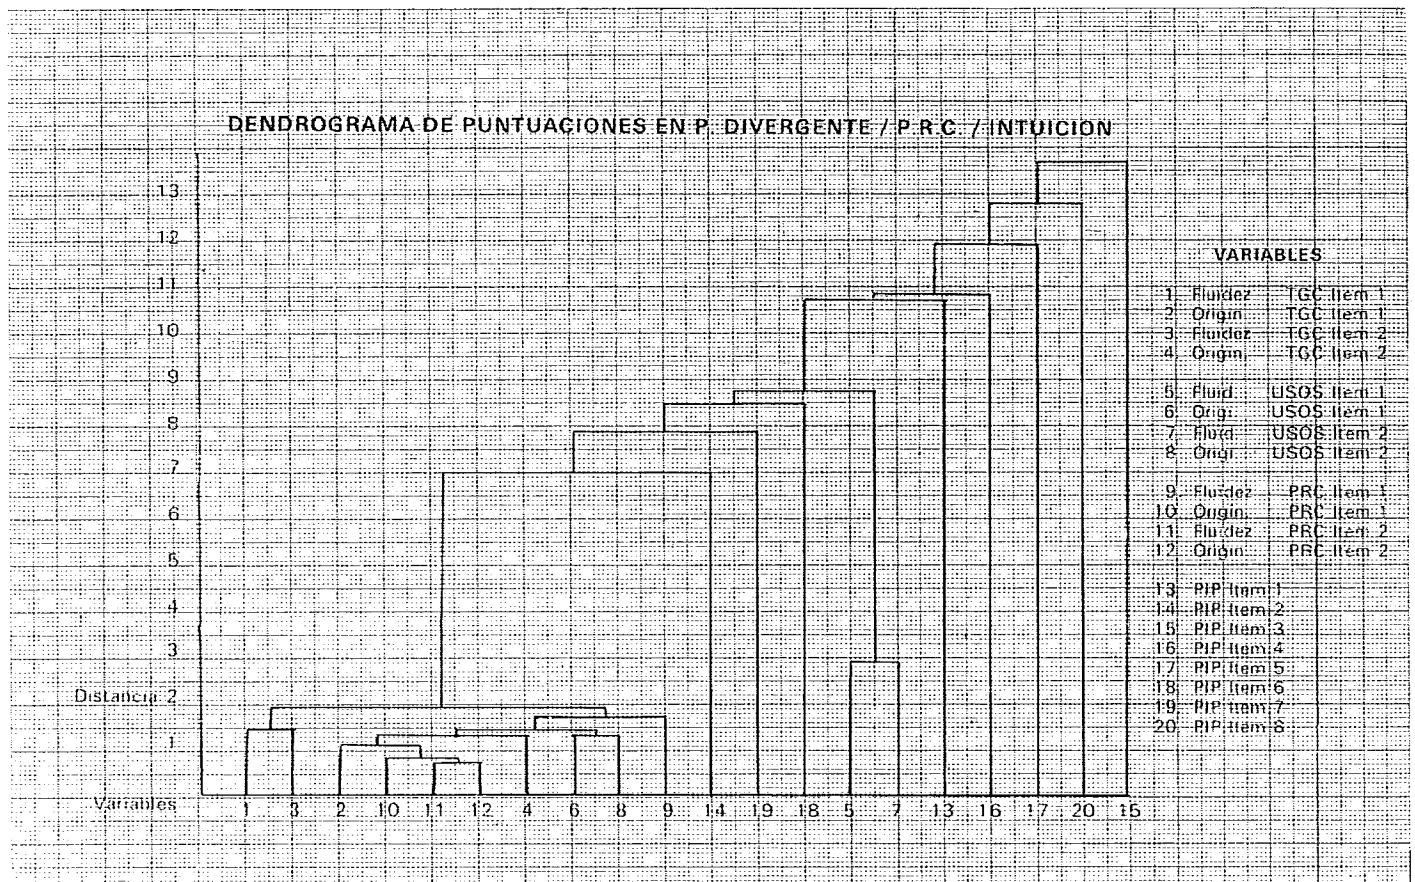 DENDROGRAMA DE PUNTUACIONES EN P. DIVERGENTE / P.R.C. / INTUICION
13
12
11
10
9
8
7
6
5
4
3
Distancia 2
1
Variables 1 3 2 10 11 12 4 6 8 9 14 19 18 5 7 13 16 17 20 15
VARIABLES
1. Fluidez TGC Item 1
2. Origin. TGC Item 1
3. Fluidez TGC Item 2
4. Origin. TGC Item 2
5. Fluid. USOS Item 1
6. Origi. USOS Item 1
7. Fluid. USOS Item 2
8. Origi. USOS Item 2
9. Fluidez PRC Item 1
10. Origin. PRC Item 1
11. Fluidez PRC Item 2
12. Origin. PRC Item 2
13. PIP Item 1
14. PIP Item 2
15. PIP Item 3
16. PIP Item 4
17. PIP Item 5
18. PIP Item 6
19. PIP Item 7
20. PIP Item 8